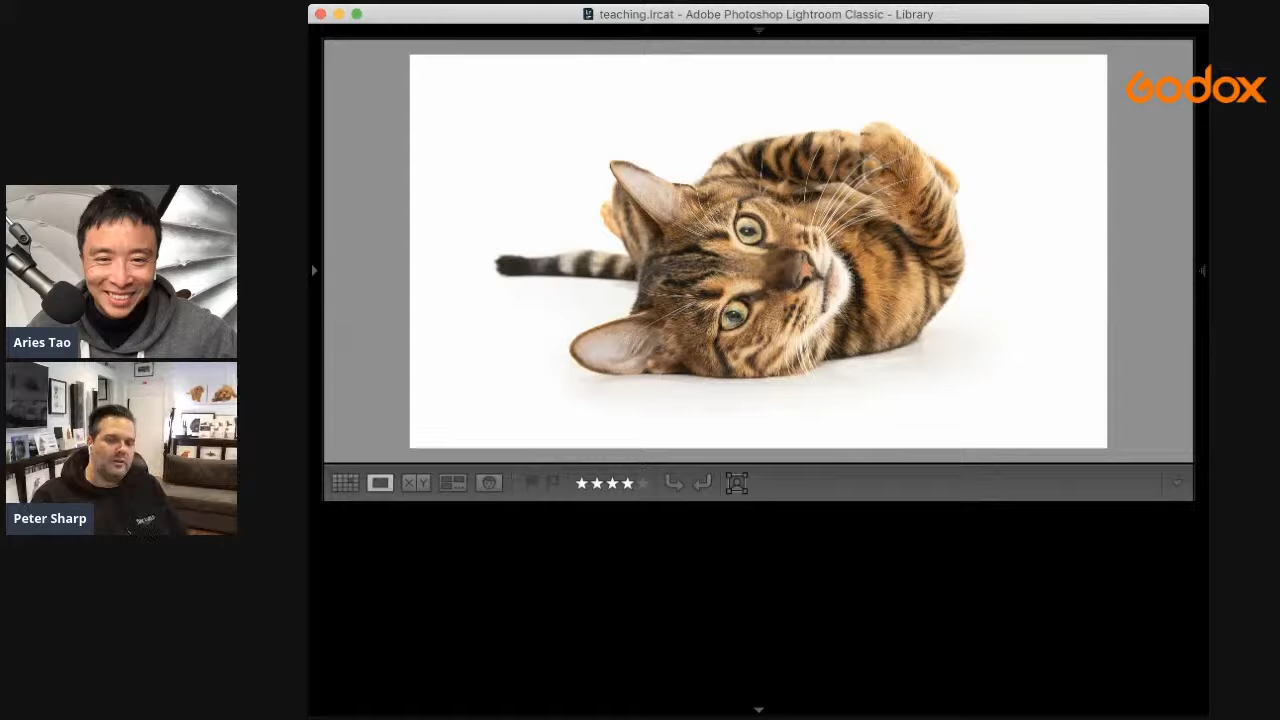 teaching.lrcat - Adobe Photoshop Lightroom Classic - Library
Godox
Aries Tao
Peter Sharp
X Y